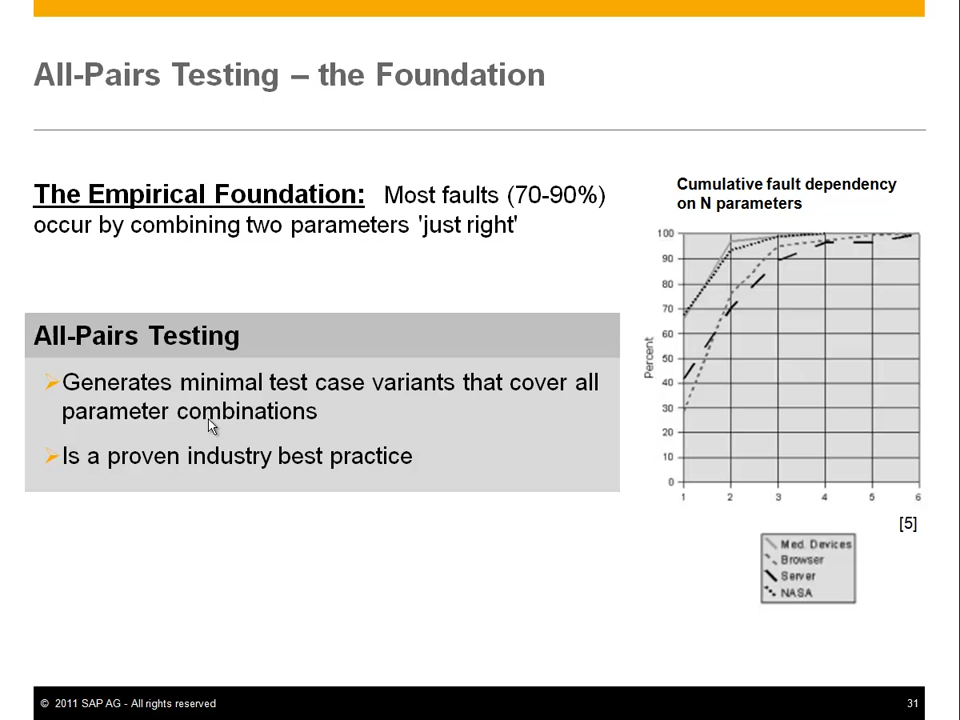 All-Pairs Testing – the Foundation
The Empirical Foundation: Most faults (70-90%)
occur by combining two parameters 'just right'
All-Pairs Testing
Generates minimal test case variants that cover all
parameter combinations
Is a proven industry best practice
Cumulative fault dependency
on N parameters
100
90
80
70
60
50
40
30
20
10
0
Percent
1 2 3 4 5 6
[5]
Med. Devices
Browser
Server
NASA
© 2011 SAP AG - All rights reserved
31